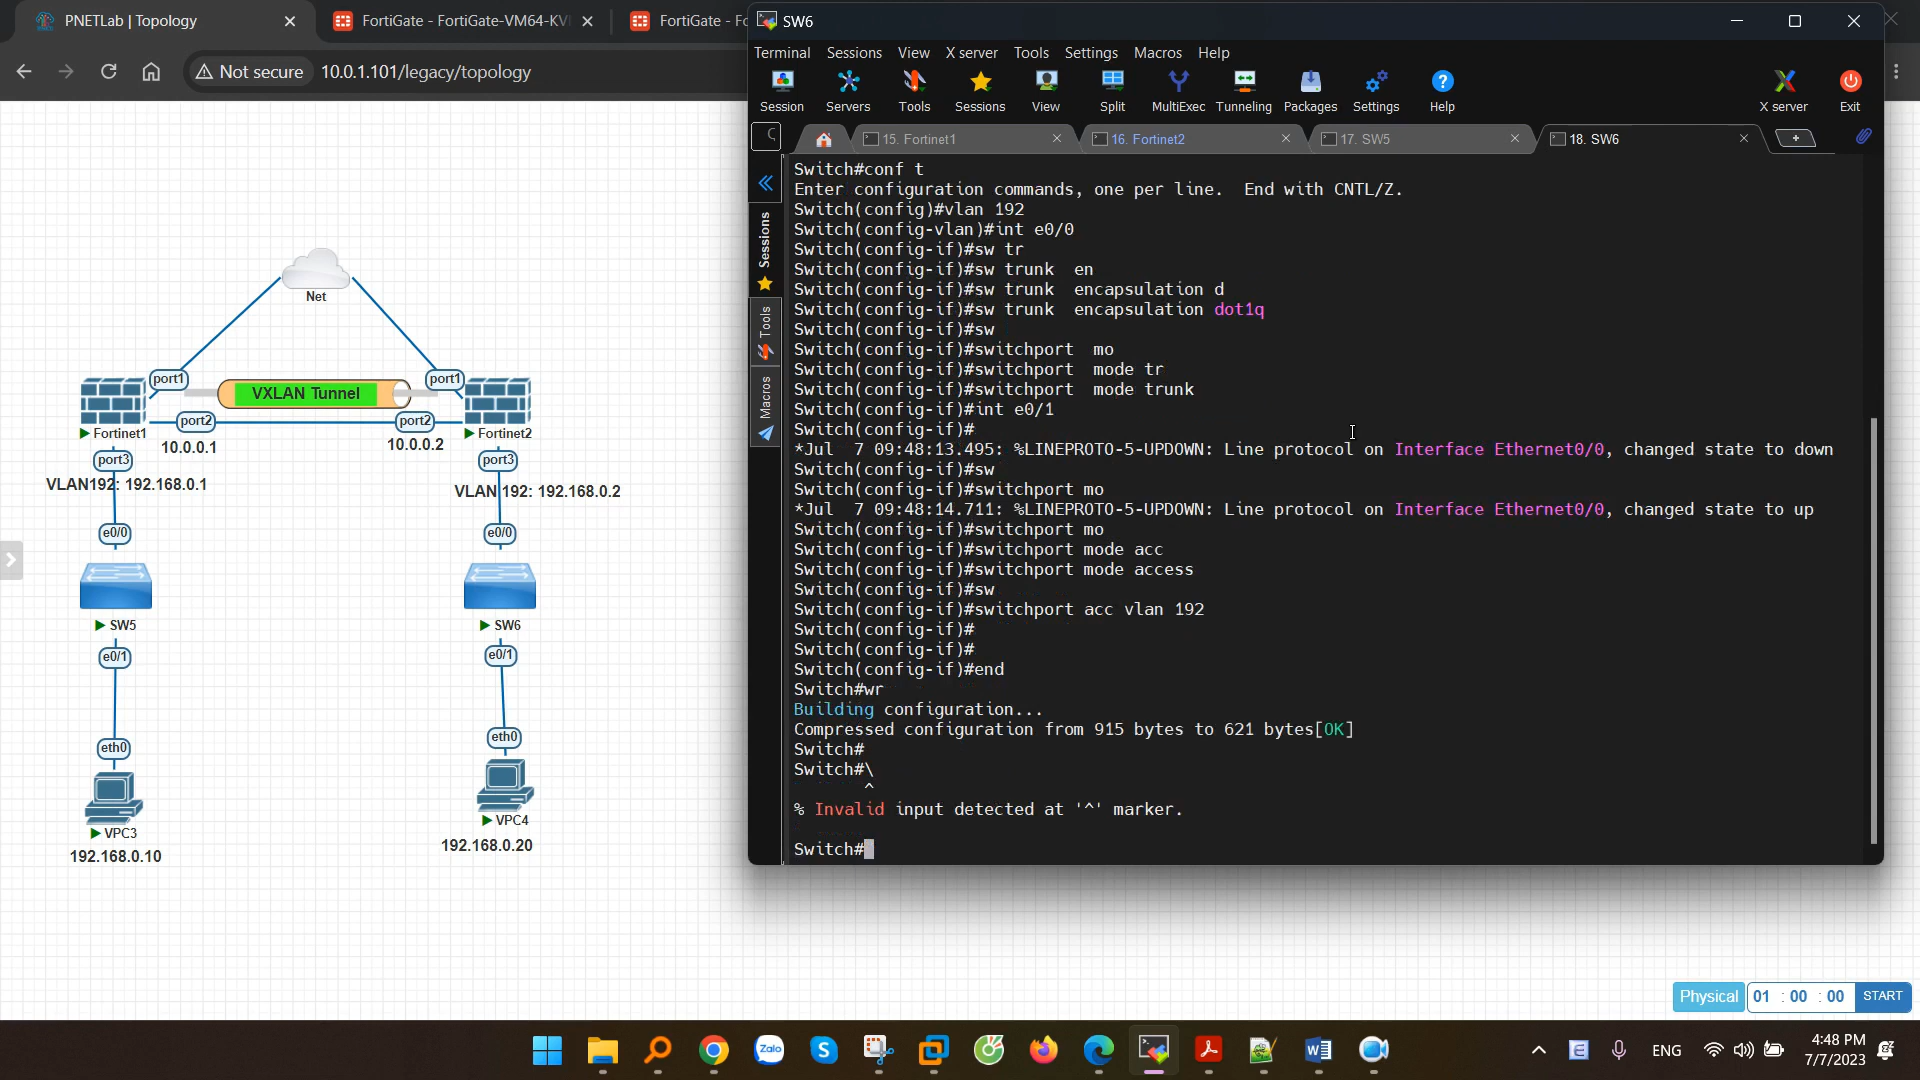 PNETLab | Topology
FortiGate - FortiGate-VM64-KV
FortiGate - Fo
Not secure
10.0.1.101/legacy/topology
SW6
Terminal Sessions View X server Tools Settings Macros Help
Session Servers Tools Sessions View Split MultiExec Tunneling Packages Settings Help X server Exit
15. Fortinet1
16. Fortinet2
17. SW5
18. SW6
Sessions
Tools
Macros
Switch#conf t
Enter configuration commands, one per line.  End with CNTL/Z.
Switch(config)#vlan 192
Switch(config-vlan)#int e0/0
Switch(config-if)#sw tr
Switch(config-if)#sw trunk  en
Switch(config-if)#sw trunk  encapsulation d
Switch(config-if)#sw trunk  encapsulation dot1q
Switch(config-if)#sw
Switch(config-if)#switchport  mo
Switch(config-if)#switchport  mode tr
Switch(config-if)#switchport  mode trunk
Switch(config-if)#int e0/1
Switch(config-if)#
*Jul  7 09:48:13.495: %LINEPROTO-5-UPDOWN: Line protocol on Interface Ethernet0/0, changed state to down
Switch(config-if)#sw
Switch(config-if)#switchport mo
*Jul  7 09:48:14.711: %LINEPROTO-5-UPDOWN: Line protocol on Interface Ethernet0/0, changed state to up
Switch(config-if)#switchport mo
Switch(config-if)#switchport mode acc
Switch(config-if)#switchport mode access
Switch(config-if)#sw
Switch(config-if)#switchport acc vlan 192
Switch(config-if)#
Switch(config-if)#
Switch(config-if)#end
Switch#wr
Building configuration...
Compressed configuration from 915 bytes to 621 bytes[OK]
Switch#
Switch#\
^
% Invalid input detected at '^' marker.
Switch#
Net
port1
VXLAN Tunnel
port1
port2
port2
Fortinet1
10.0.0.1
10.0.0.2
Fortinet2
port3
port3
VLAN192: 192.168.0.1
VLAN 192: 192.168.0.2
e0/0
e0/0
SW5
SW6
e0/1
e0/1
eth0
eth0
VPC3
VPC4
192.168.0.10
192.168.0.20
Physical 01 : 00 : 00 START
Zalo
ENG
4:48 PM
7/7/2023